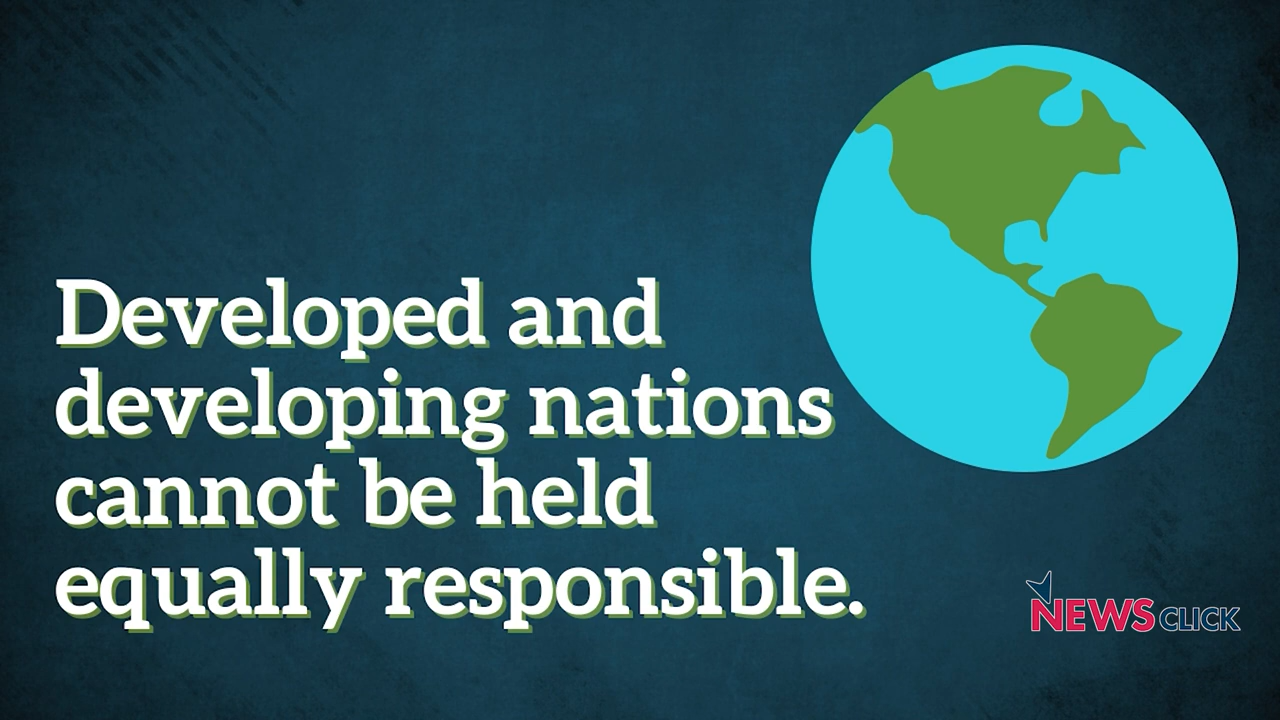 Developed and
developing nations
cannot be held
equally responsible.
NEWSCLICK